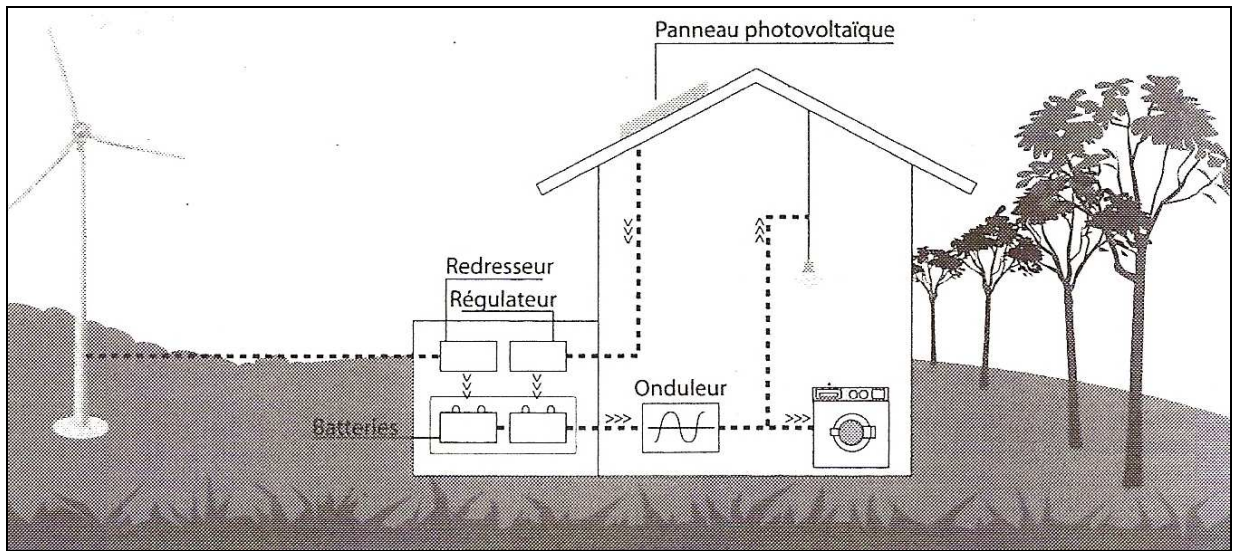 Panneau photovoltaïque
Redresseur
Régulateur
Onduleur
Batteries
>>>
>>>